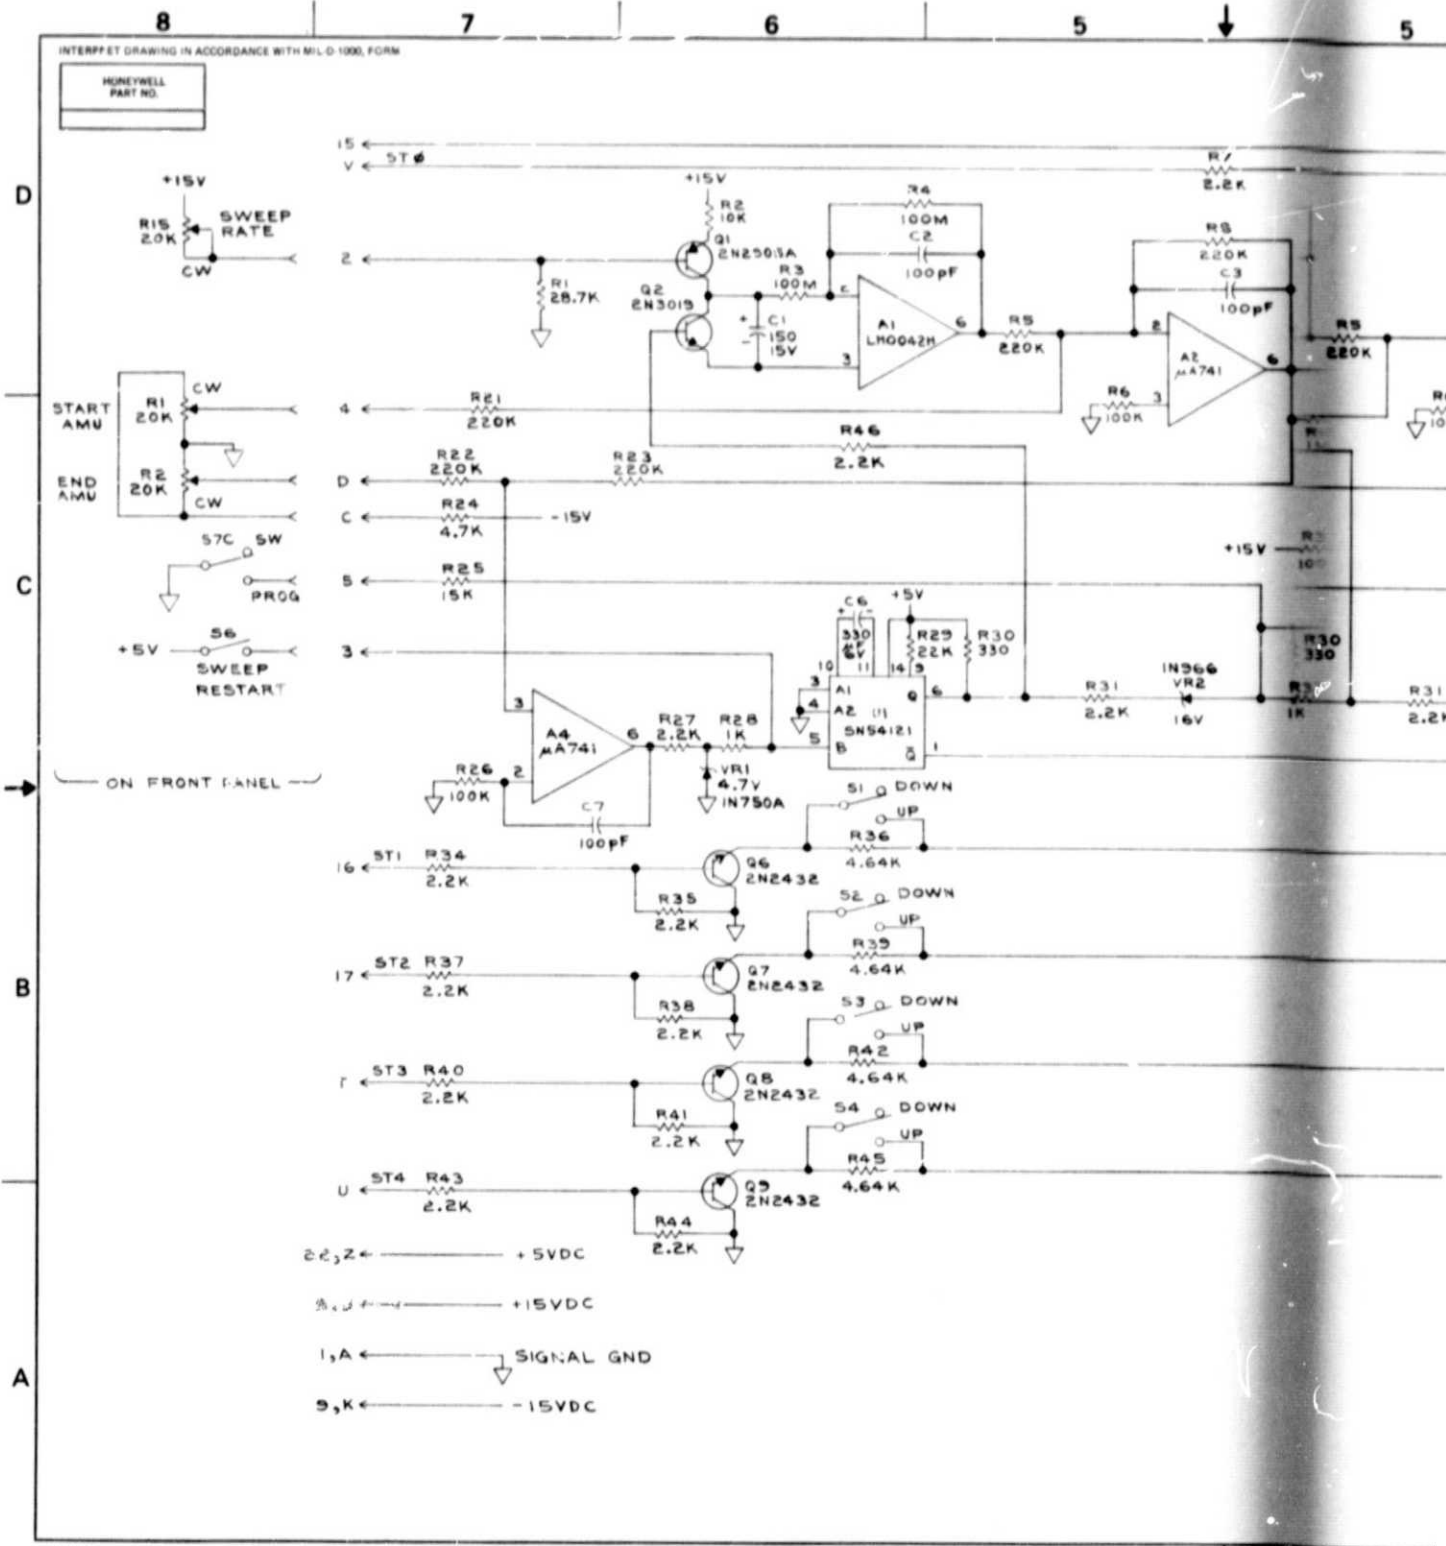 8 7 6 5 5
INTERPRET DRAWING IN ACCORDANCE WITH MIL-D-1000, FORM
HONEYWELL
PART NO.
D
15
V STØ
R7
2.2K
+15V
R15
20K
SWEEP
RATE
CW
2
R1
28.7K
+15V
R2
10K
Q1
Q2
2N3019
R3
100M
+ C1
- 150
15V
R4
100M
C2
100pF
A1
LH0042H
3
6
R5
220K
R8
220K
C3
100pF
2
A2
μA741
3
6
R6
100K
R5
220K
START
AMU
R1
20K
CW
4
R21
220K
R46
2.2K
END
AMU
R2
20K
CW
D
R22
220K
R23
220K
C
R24
4.7K
-15V
C
S7C SW
PROG
5
R25
15K
+15V
+5V
S6
SWEEP
RESTART
3
+ C6 -
330
μF
6V
+5V
R29
22K
R30
330
R30
330
10 11 14 9
3 A1
4 A2
5 B
SN54121
Q 6
Q̅ 1
R31
2.2K
1N966
VR2
16V
1K
R31
2.2K
3
A4
μA741
2
6
R26
100K
C7
100pF
R27
2.2K
R28
1K
VR1
4.7V
1N750A
ON FRONT PANEL
S1 DOWN
UP
R36
4.64K
16 ST1 R34
2.2K
R35
2.2K
Q6
2N2432
S2 DOWN
UP
R39
4.64K
B
17 ST2 R37
2.2K
R38
2.2K
Q7
2N2432
S3 DOWN
UP
R42
4.64K
T ST3 R40
2.2K
R41
2.2K
Q8
2N2432
S4 DOWN
UP
R45
4.64K
U ST4 R43
2.2K
R44
2.2K
Q9
2N2432
22,Z +5VDC
+15VDC
1,A SIGNAL GND
A
9,K -15VDC